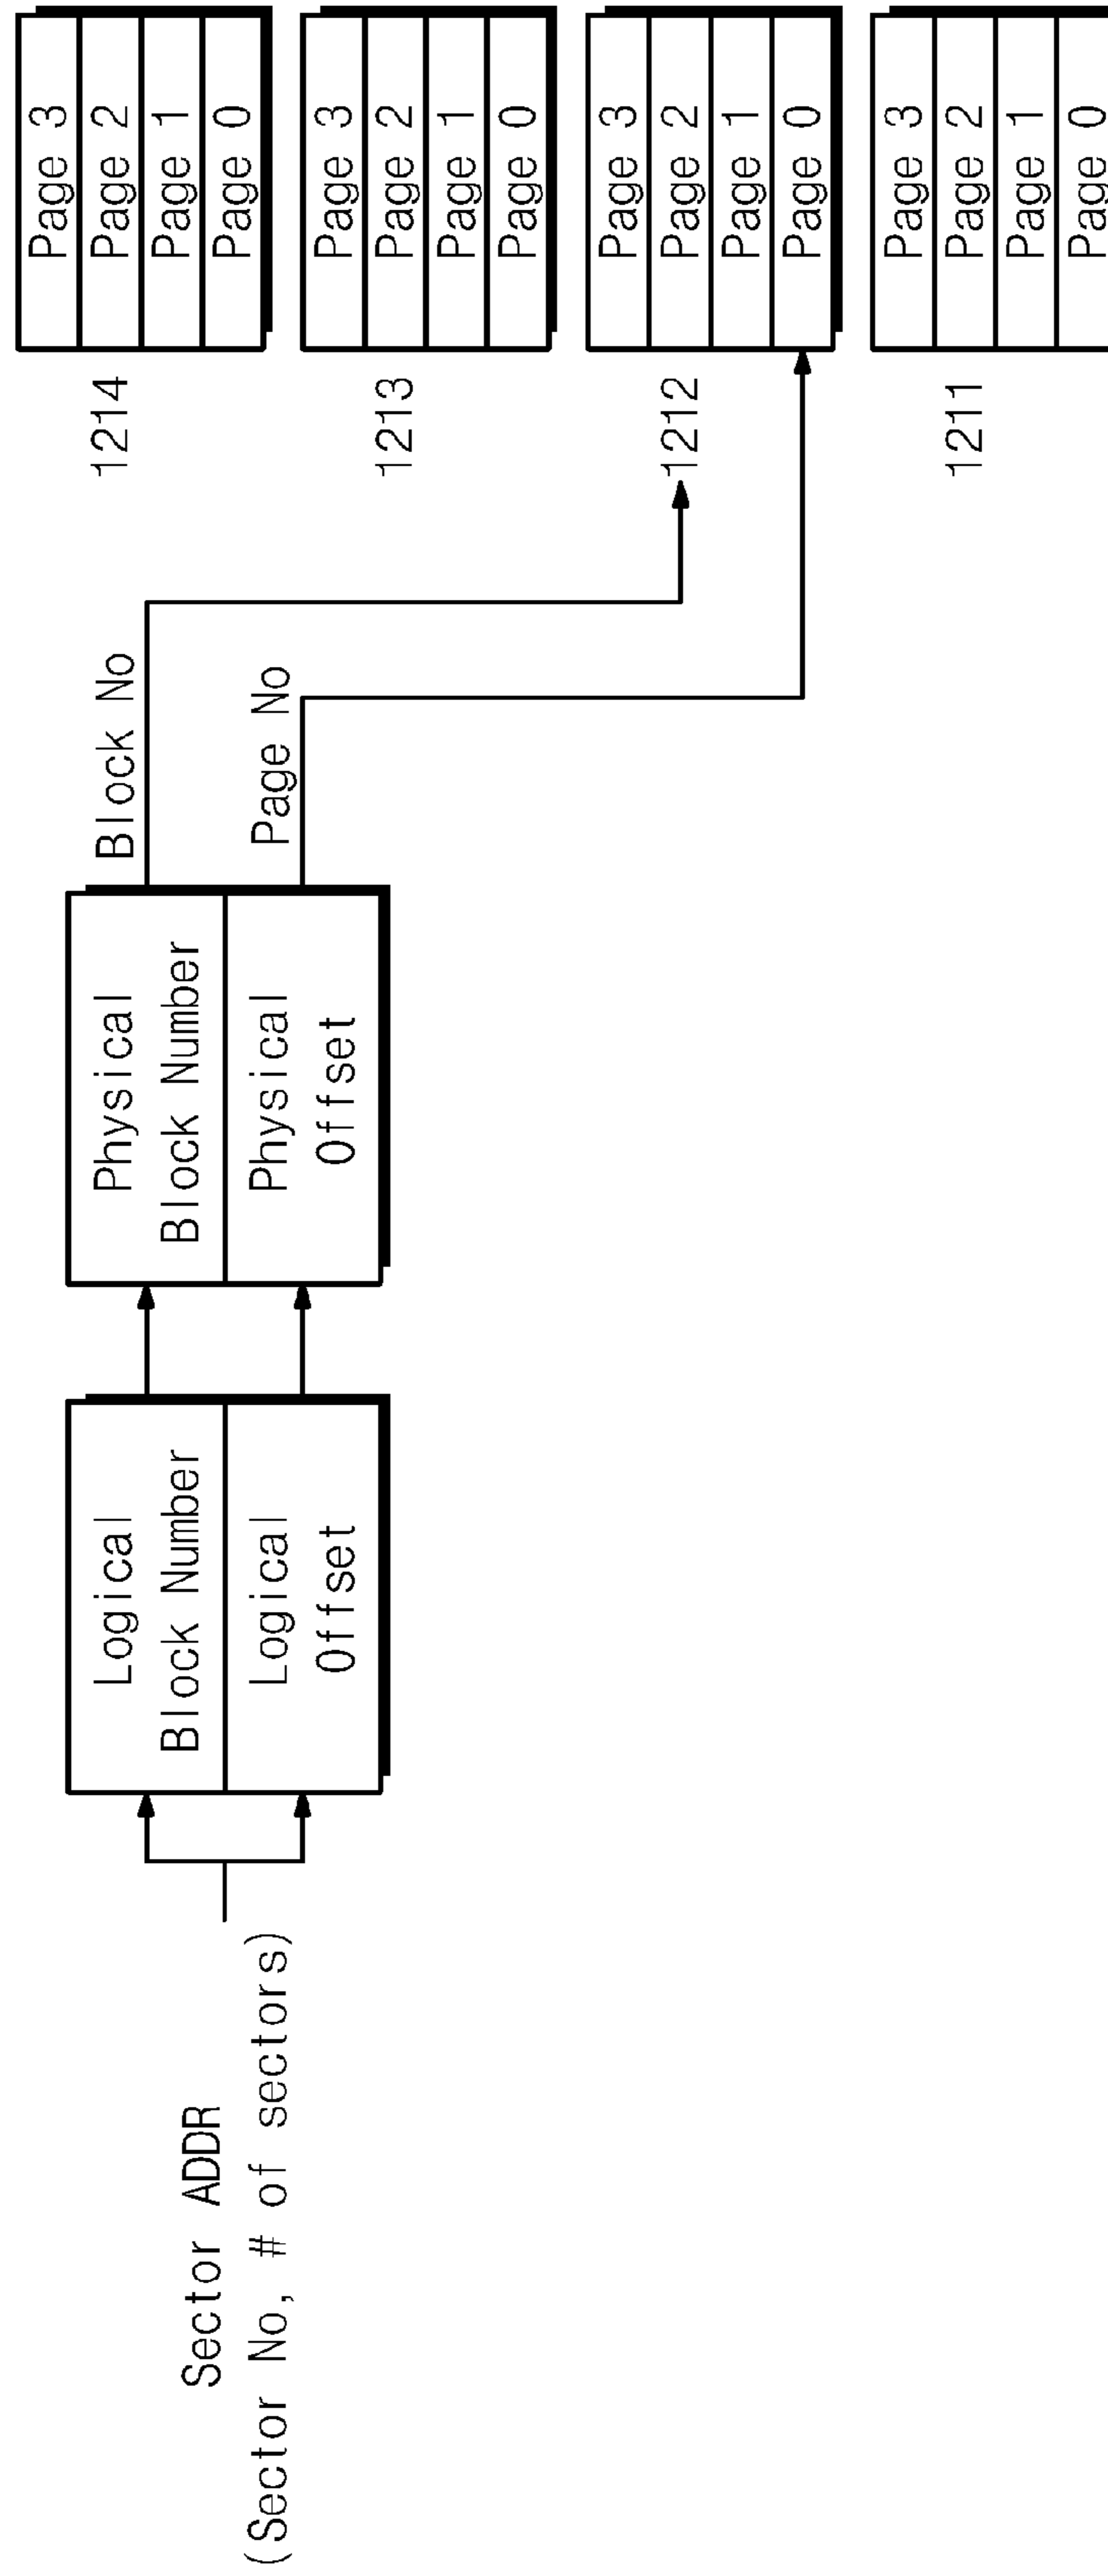 Sector ADDR
(Sector No, # of sectors)
Logical
Block Number
Logical
Offset
Physical
Block Number
Physical
Offset
Block No
Page No
1214
Page 3
Page 2
Page 1
Page 0
1213
Page 3
Page 2
Page 1
Page 0
1212
Page 3
Page 2
Page 1
Page 0
1211
Page 3
Page 2
Page 1
Page 0